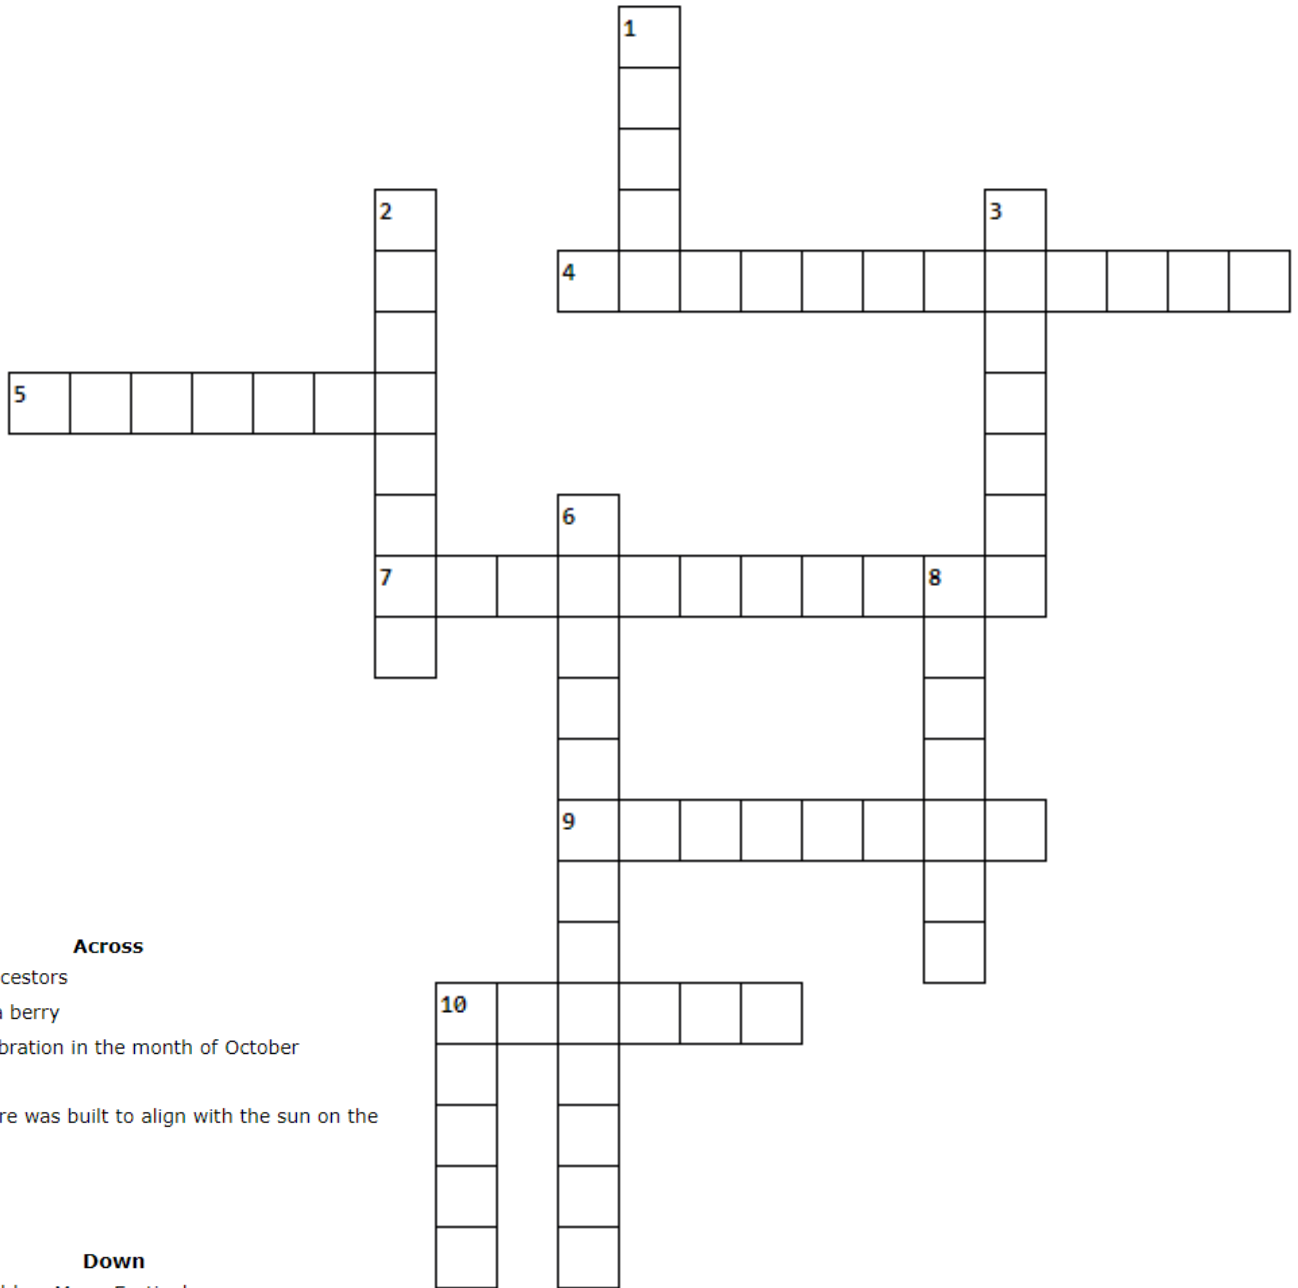 1
2
3
4
5
6
7
8
9
10
Across
a berry
bration in the month of October
re was built to align with the sun on the
Down